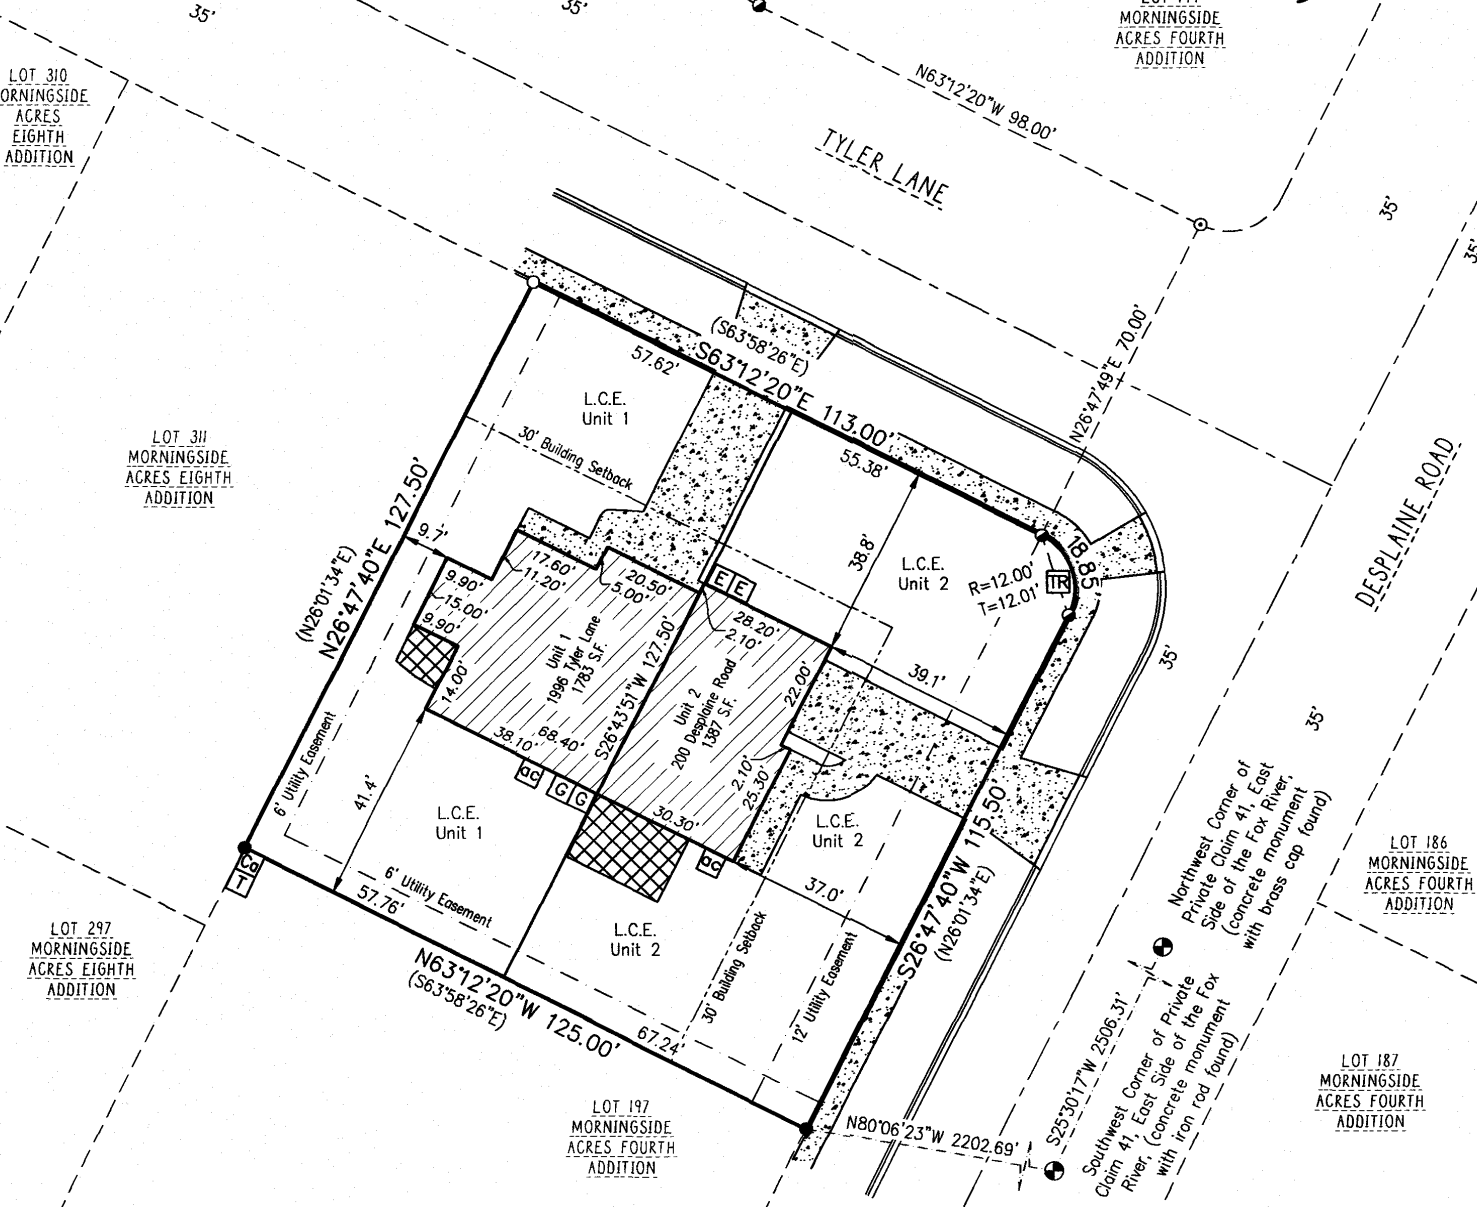 35'
35'
MORNINGSIDE
ACRES FOURTH
ADDITION
LOT 310
ORNINGSIDE
ACRES
EIGHTH
ADDITION
N63°12'20"W 98.00'
TYLER LANE
35'
35'
N26°47'49"E 70.00'
(S63°58'26"E)
S63°12'20"E 113.00'
57.62'
55.38'
L.C.E.
Unit 1
30' Building Setback
LOT 311
MORNINGSIDE
ACRES EIGHTH
ADDITION
DESPLAINE ROAD
N26°47'40"E 127.50'
(N26°01'34"E)
9.7'
9.90'
15.00'
9.90'
14.00'
17.60'
11.20'
20.50'
5.00'
E E
28.20'
2.10'
38.8'
L.C.E.
Unit 2
R=12.00'
T=12.01'
18.85'
TR
Unit 1
1996 Tyler Lane
1783 S.F.
S26°43'51"W 127.50'
Unit 2
200 Desplaine Road
1387 S.F.
22.00'
39.1'
35'
35'
38.10'
68.40'
2.10'
25.30'
30.30'
ac
G G
ac
6' Utility Easement
41.4'
L.C.E.
Unit 1
L.C.E.
Unit 2
37.0'
S26°47'40"W 115.50'
(N26°01'34"E)
Ca
T
6' Utility Easement
57.76'
L.C.E.
Unit 2
30' Building Setback
12' Utility Easement
N63°12'20"W 125.00'
(S63°58'26"E)
67.24'
LOT 297
MORNINGSIDE
ACRES EIGHTH
ADDITION
LOT 197
MORNINGSIDE
ACRES FOURTH
ADDITION
N80°06'23"W 2202.69'
S25°30'17"W 2506.31'
Northwest Corner of
Private Claim 41, East
Side of the Fox River,
(concrete monument
with brass cap found)
Southwest Corner of Private
Claim 41, East Side of the Fox
River, (concrete monument
with iron rod found)
LOT 186
MORNINGSIDE
ACRES FOURTH
ADDITION
LOT 187
MORNINGSIDE
ACRES FOURTH
ADDITION